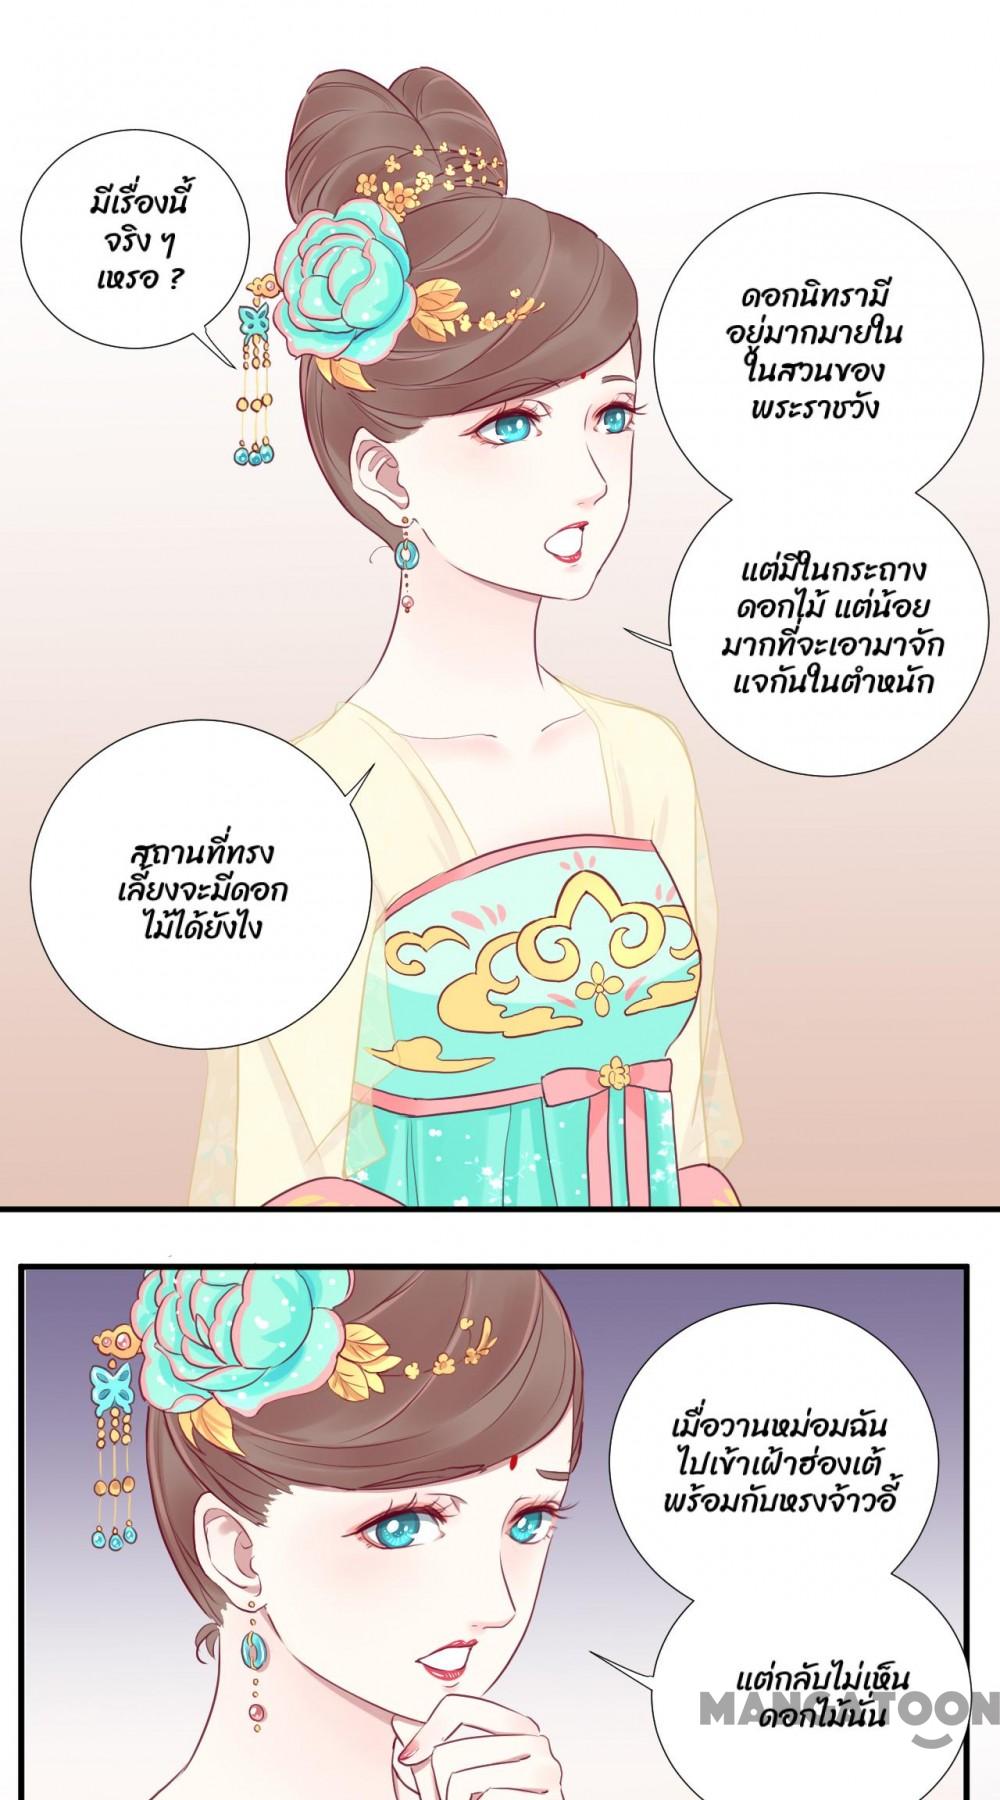 มีเรื่องนี้
จริง ๆ
เหรอ ?
ดอกนิทรามี
อยู่มากมายใน
ในสวนของ
พระราชวัง
แต่มีในกระถาง
ดอกไม้ แต่น้อย
มากที่จะเอามาจัก
แจกันในตำหนัก
สถานที่ทรง
เลี้ยงจะมีดอก
ไม้ได้ยังไง
เมื่อวานหม่อมฉัน
ไปเข้าเฝ้าฮ่องเต้
พร้อมกับหรงจ้าวอี้
แต่กลับไม่เห็น
ดอกไม้นั่น
MANGATOON